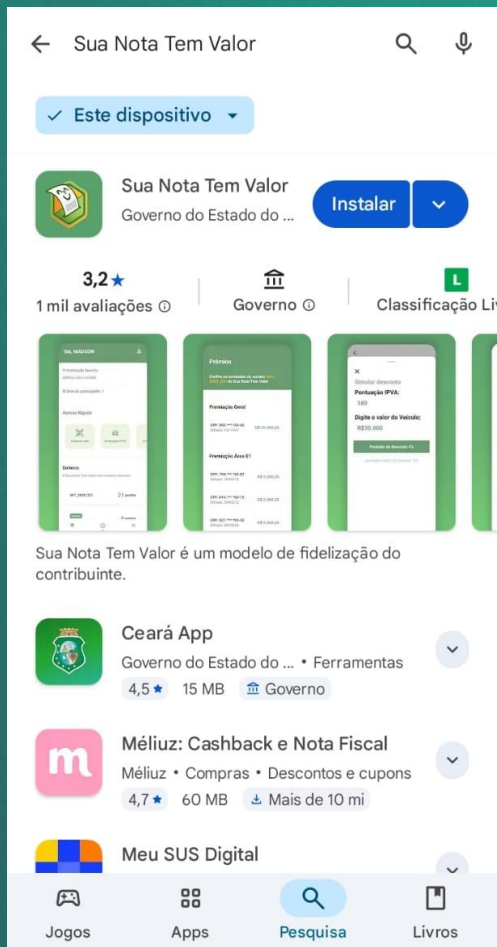 Sua Nota Tem Valor
Este dispositivo
Sua Nota Tem Valor
Governo do Estado do ...
Instalar
3,2★
1 mil avaliações
Governo
L
Classificação Liv
Prêmios
Premiação Geral
Premiação Área 01
Simular desconto
Pontuação IPVA:
160
Digite o valor do Veículo:
R$30.000
Sua Nota Tem Valor é um modelo de fidelização do
contribuinte.
Ceará App
Governo do Estado do ... • Ferramentas
4,5★ 15 MB Governo
m
Méliuz: Cashback e Nota Fiscal
Méliuz • Compras • Descontos e cupons
4,7★ 60 MB Mais de 10 mi
Meu SUS Digital
Jogos Apps Pesquisa Livros